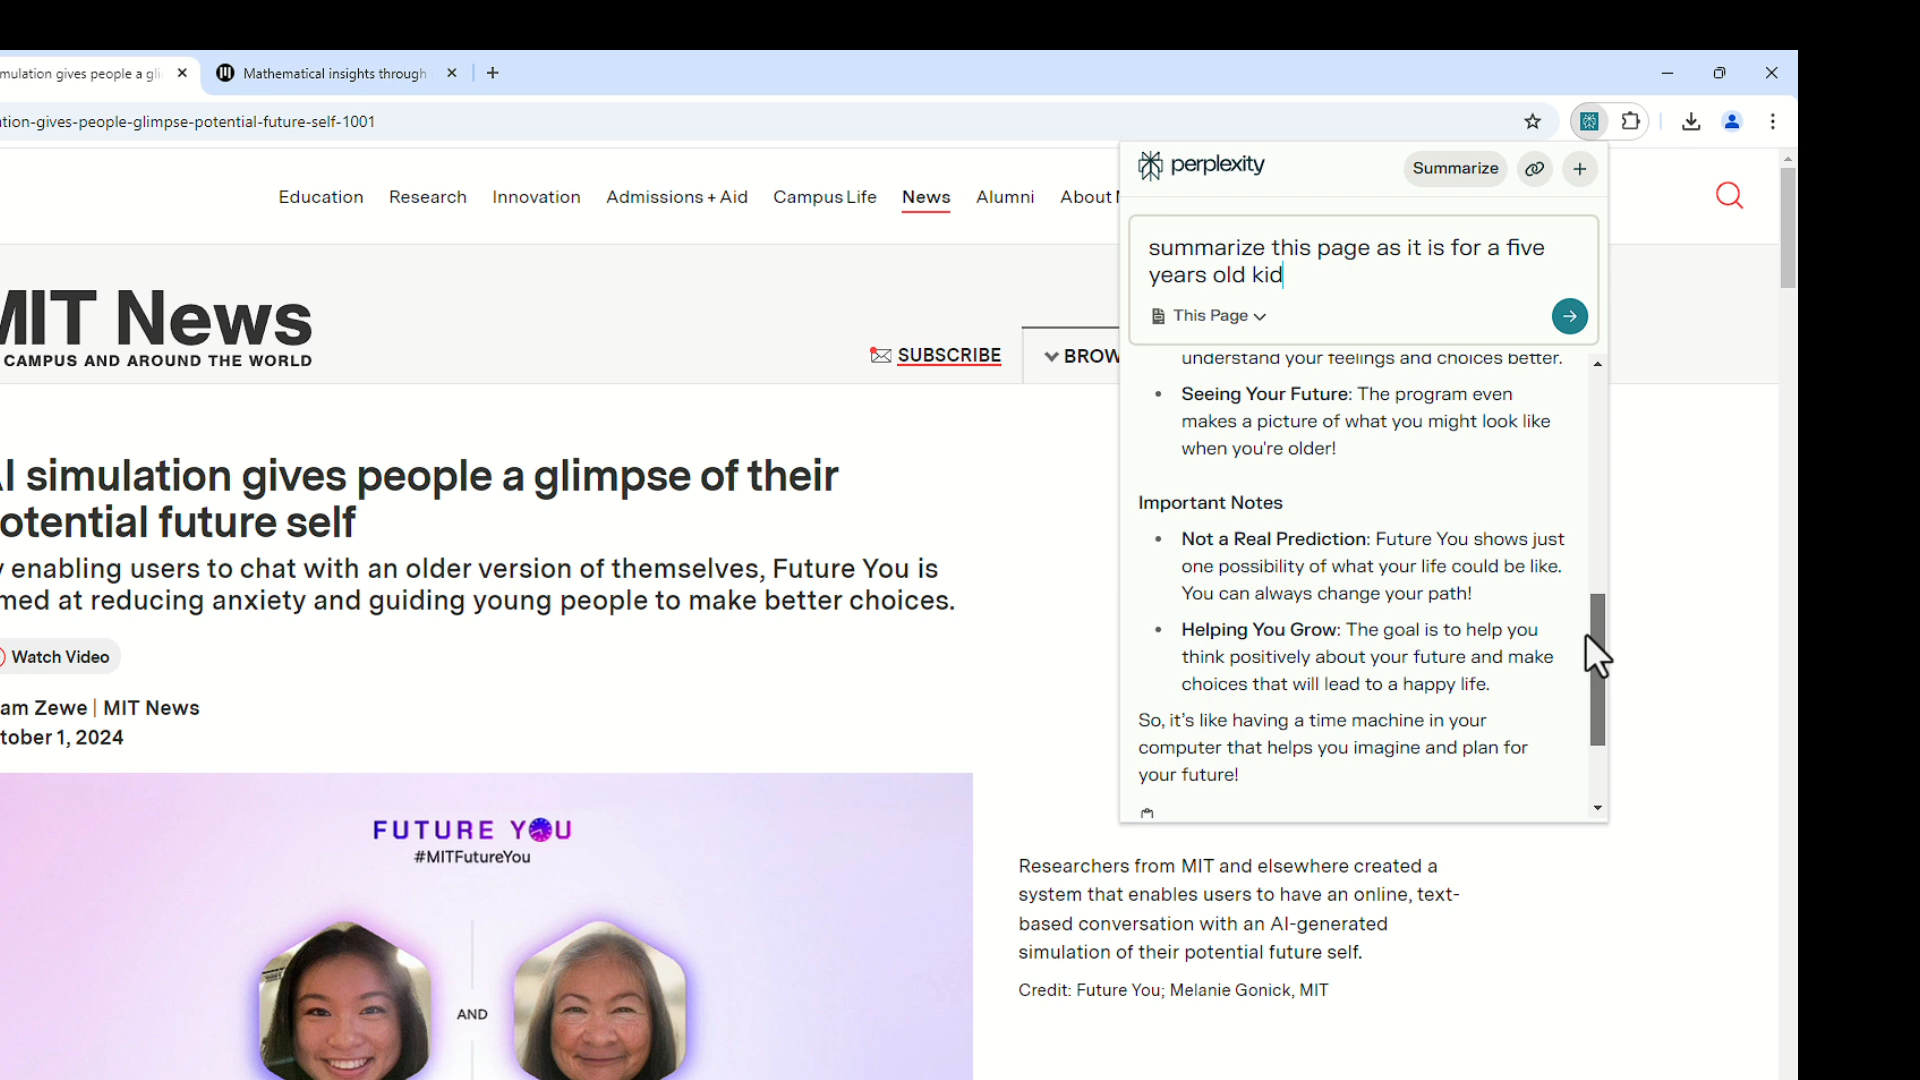 mulation gives people a gli
Mathematical insights through
tion-gives-people-glimpse-potential-future-self-1001
Education Research Innovation Admissions + Aid Campus Life News Alumni About
perplexity
Summarize
summarize this page as it is for a five
years old kid
This Page
MIT News
CAMPUS AND AROUND THE WORLD
SUBSCRIBE
BROW
understand your feelings and choices better.
• Seeing Your Future: The program even
makes a picture of what you might look like
when you're older!
Important Notes
• Not a Real Prediction: Future You shows just
one possibility of what your life could be like.
You can always change your path!
• Helping You Grow: The goal is to help you
think positively about your future and make
choices that will lead to a happy life.
So, it's like having a time machine in your
computer that helps you imagine and plan for
your future!
I simulation gives people a glimpse of their
otential future self
enabling users to chat with an older version of themselves, Future You is
med at reducing anxiety and guiding young people to make better choices.
Watch Video
am Zewe | MIT News
tober 1, 2024
FUTURE YOU
#MITFutureYou
AND
Researchers from MIT and elsewhere created a
system that enables users to have an online, text-
based conversation with an AI-generated
simulation of their potential future self.
Credit: Future You; Melanie Gonick, MIT